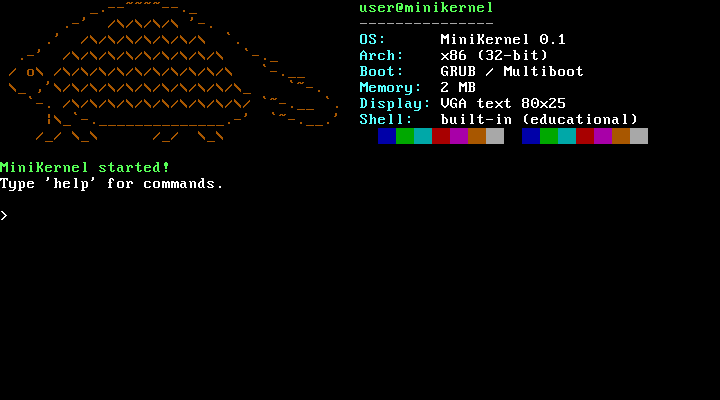 user@minikernel
---------------
OS: MiniKernel 0.1
Arch: x86 (32-bit)
Boot: GRUB / Multiboot
Memory: 2 MB
Display: VGA text 80x25
Shell: built-in (educational)
MiniKernel started!
Type 'help' for commands.
>